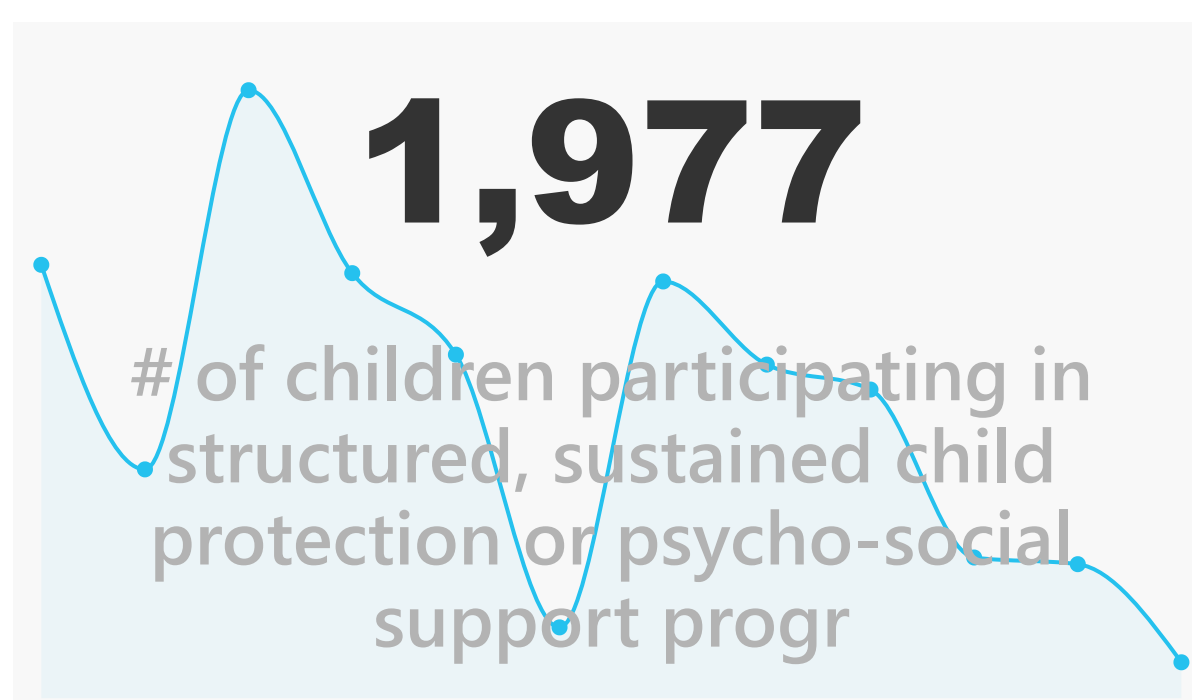 1,977
# of children participating in
structured, sustained child
protection or psycho-social
support progr